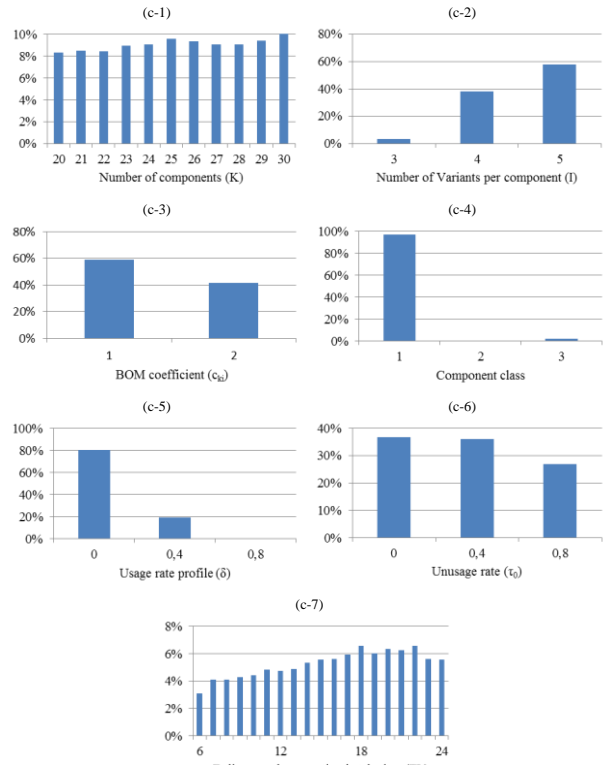 (c-1)
(c-2)
10%
8%
6%
4%
2%
0%
20 21 22 23 24 25 26 27 28 29 30
Number of components (K)
80%
60%
40%
20%
0%
3 4 5
Number of Variants per component (I)
(c-3)
(c-4)
80%
60%
40%
20%
0%
1 2
BOM coefficient (cki)
100%
80%
60%
40%
20%
0%
1 2 3
Component class
(c-5)
(c-6)
100%
80%
60%
40%
20%
0%
0 0,4 0,8
Usage rate profile (δ)
40%
30%
20%
10%
0%
0 0,4 0,8
Unusage rate (τ0)
(c-7)
8%
6%
4%
2%
0%
6 12 18 24